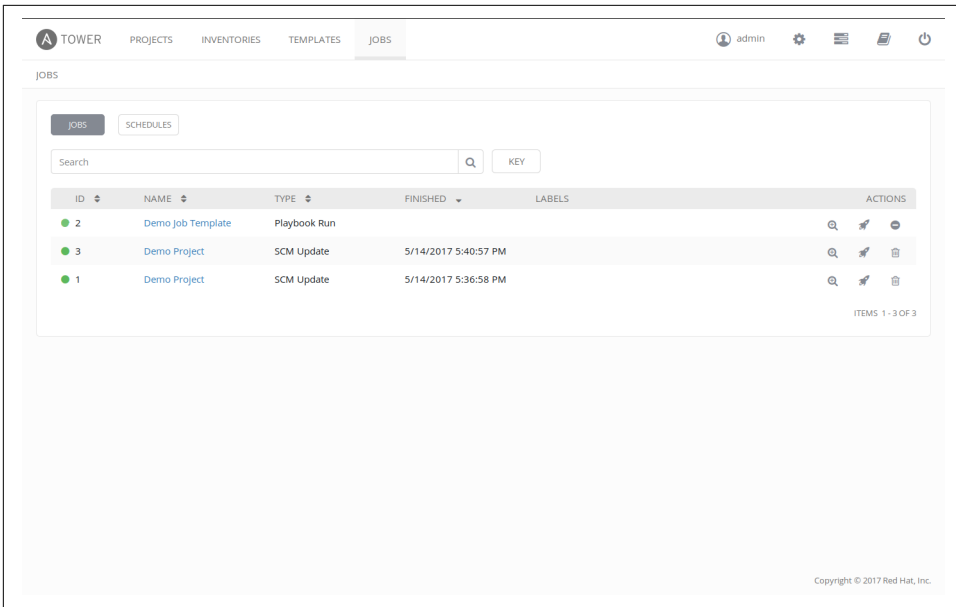 A TOWER PROJECTS INVENTORIES TEMPLATES JOBS admin
JOBS
JOBS SCHEDULES
Search KEY
ID NAME TYPE FINISHED LABELS ACTIONS
2 Demo Job Template Playbook Run
3 Demo Project SCM Update 5/14/2017 5:40:57 PM
1 Demo Project SCM Update 5/14/2017 5:36:58 PM
ITEMS 1 - 3 OF 3
Copyright © 2017 Red Hat, Inc.